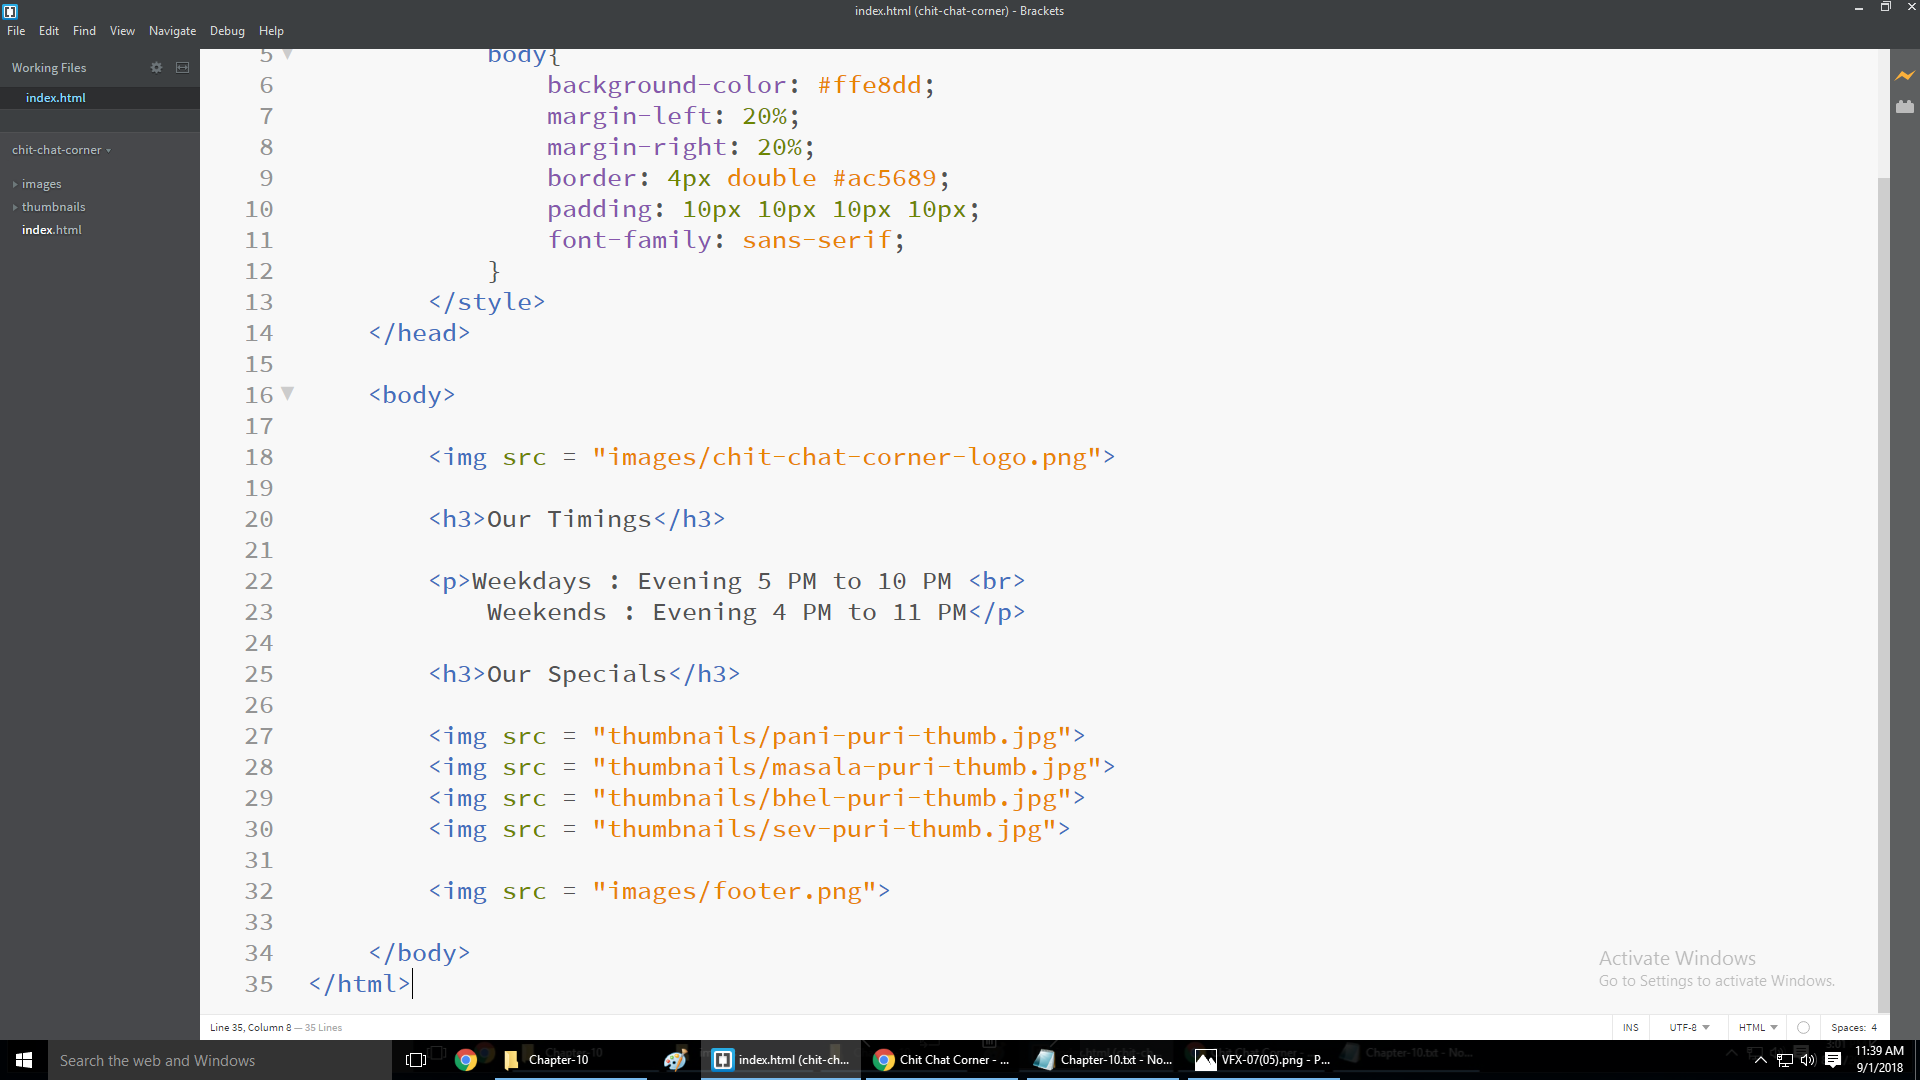 index.html (chit-chat-corner) - Brackets
File Edit Find View Navigate Debug Help
Working Files
index.html
chit-chat-corner
images
thumbnails
index.html
5 body{
6 background-color: #ffe8dd;
7 margin-left: 20%;
8 margin-right: 20%;
9 border: 4px double #ac5689;
10 padding: 10px 10px 10px 10px;
11 font-family: sans-serif;
12 }
13 </style>
14 </head>
15
16 <body>
17
18 <img src = "images/chit-chat-corner-logo.png">
19
20 <h3>Our Timings</h3>
21
22 <p>Weekdays : Evening 5 PM to 10 PM <br>
23 Weekends : Evening 4 PM to 11 PM</p>
24
25 <h3>Our Specials</h3>
26
27 <img src = "thumbnails/pani-puri-thumb.jpg">
28 <img src = "thumbnails/masala-puri-thumb.jpg">
29 <img src = "thumbnails/bhel-puri-thumb.jpg">
30 <img src = "thumbnails/sev-puri-thumb.jpg">
31
32 <img src = "images/footer.png">
33
34 </body>
35 </html>
Activate Windows
Go to Settings to activate Windows.
Line 35, Column 8 — 35 Lines
INS UTF-8 HTML Spaces: 4
Search the web and Windows
Chapter-10
index.html (chit-ch...
Chit Chat Corner - ...
Chapter-10.txt - No...
VFX-07(05).png - P...
11:39 AM
9/1/2018